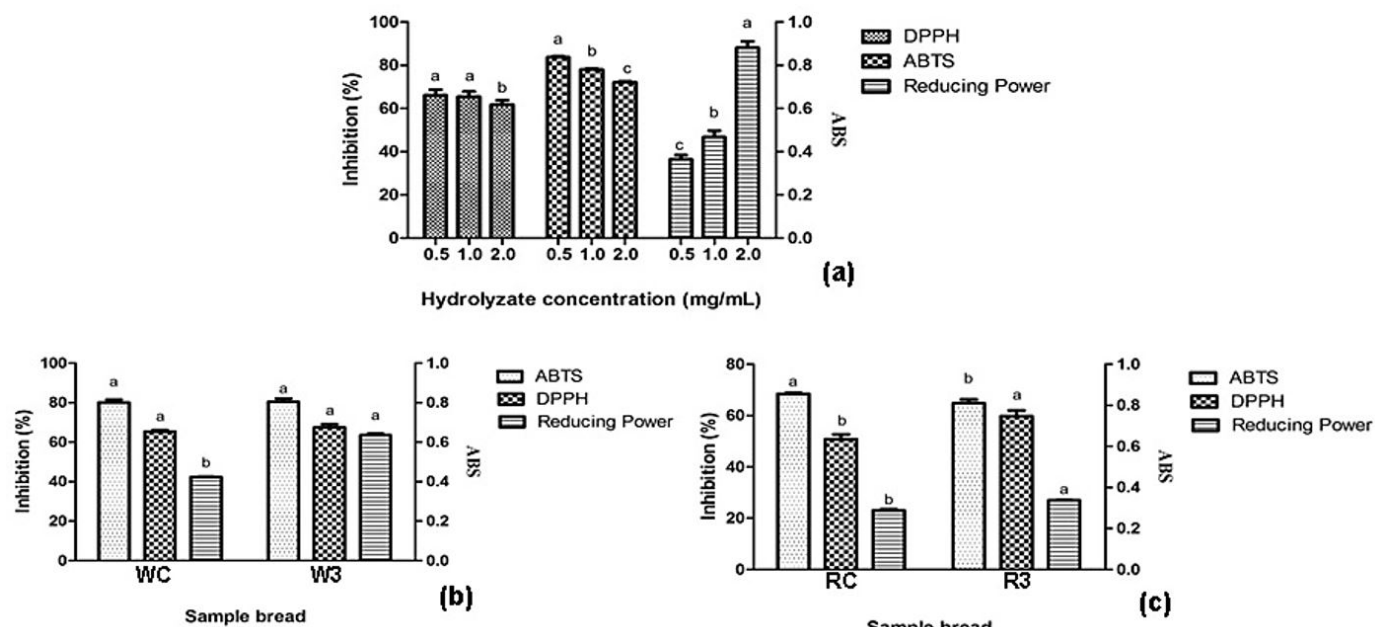 100
80
60
40
20
0
Inhibition (%)
a a b
a b c
c b a
1.0
0.8
0.6
0.4
0.2
0.0
ABS
DPPH
ABTS
Reducing Power
0.5 1.0 2.0 0.5 1.0 2.0 0.5 1.0 2.0
(a)
Hydrolyzate concentration (mg/mL)
100
80
60
40
20
0
Inhibition (%)
a a b a a a
1.0
0.8
0.6
0.4
0.2
0.0
ABS
ABTS
DPPH
Reducing Power
WC W3
(b)
Sample bread
80
60
40
20
0
Inhibition (%)
a b b b a a
1.0
0.8
0.6
0.4
0.2
0.0
ABS
ABTS
DPPH
Reducing Power
RC R3
(c)
Sample bread